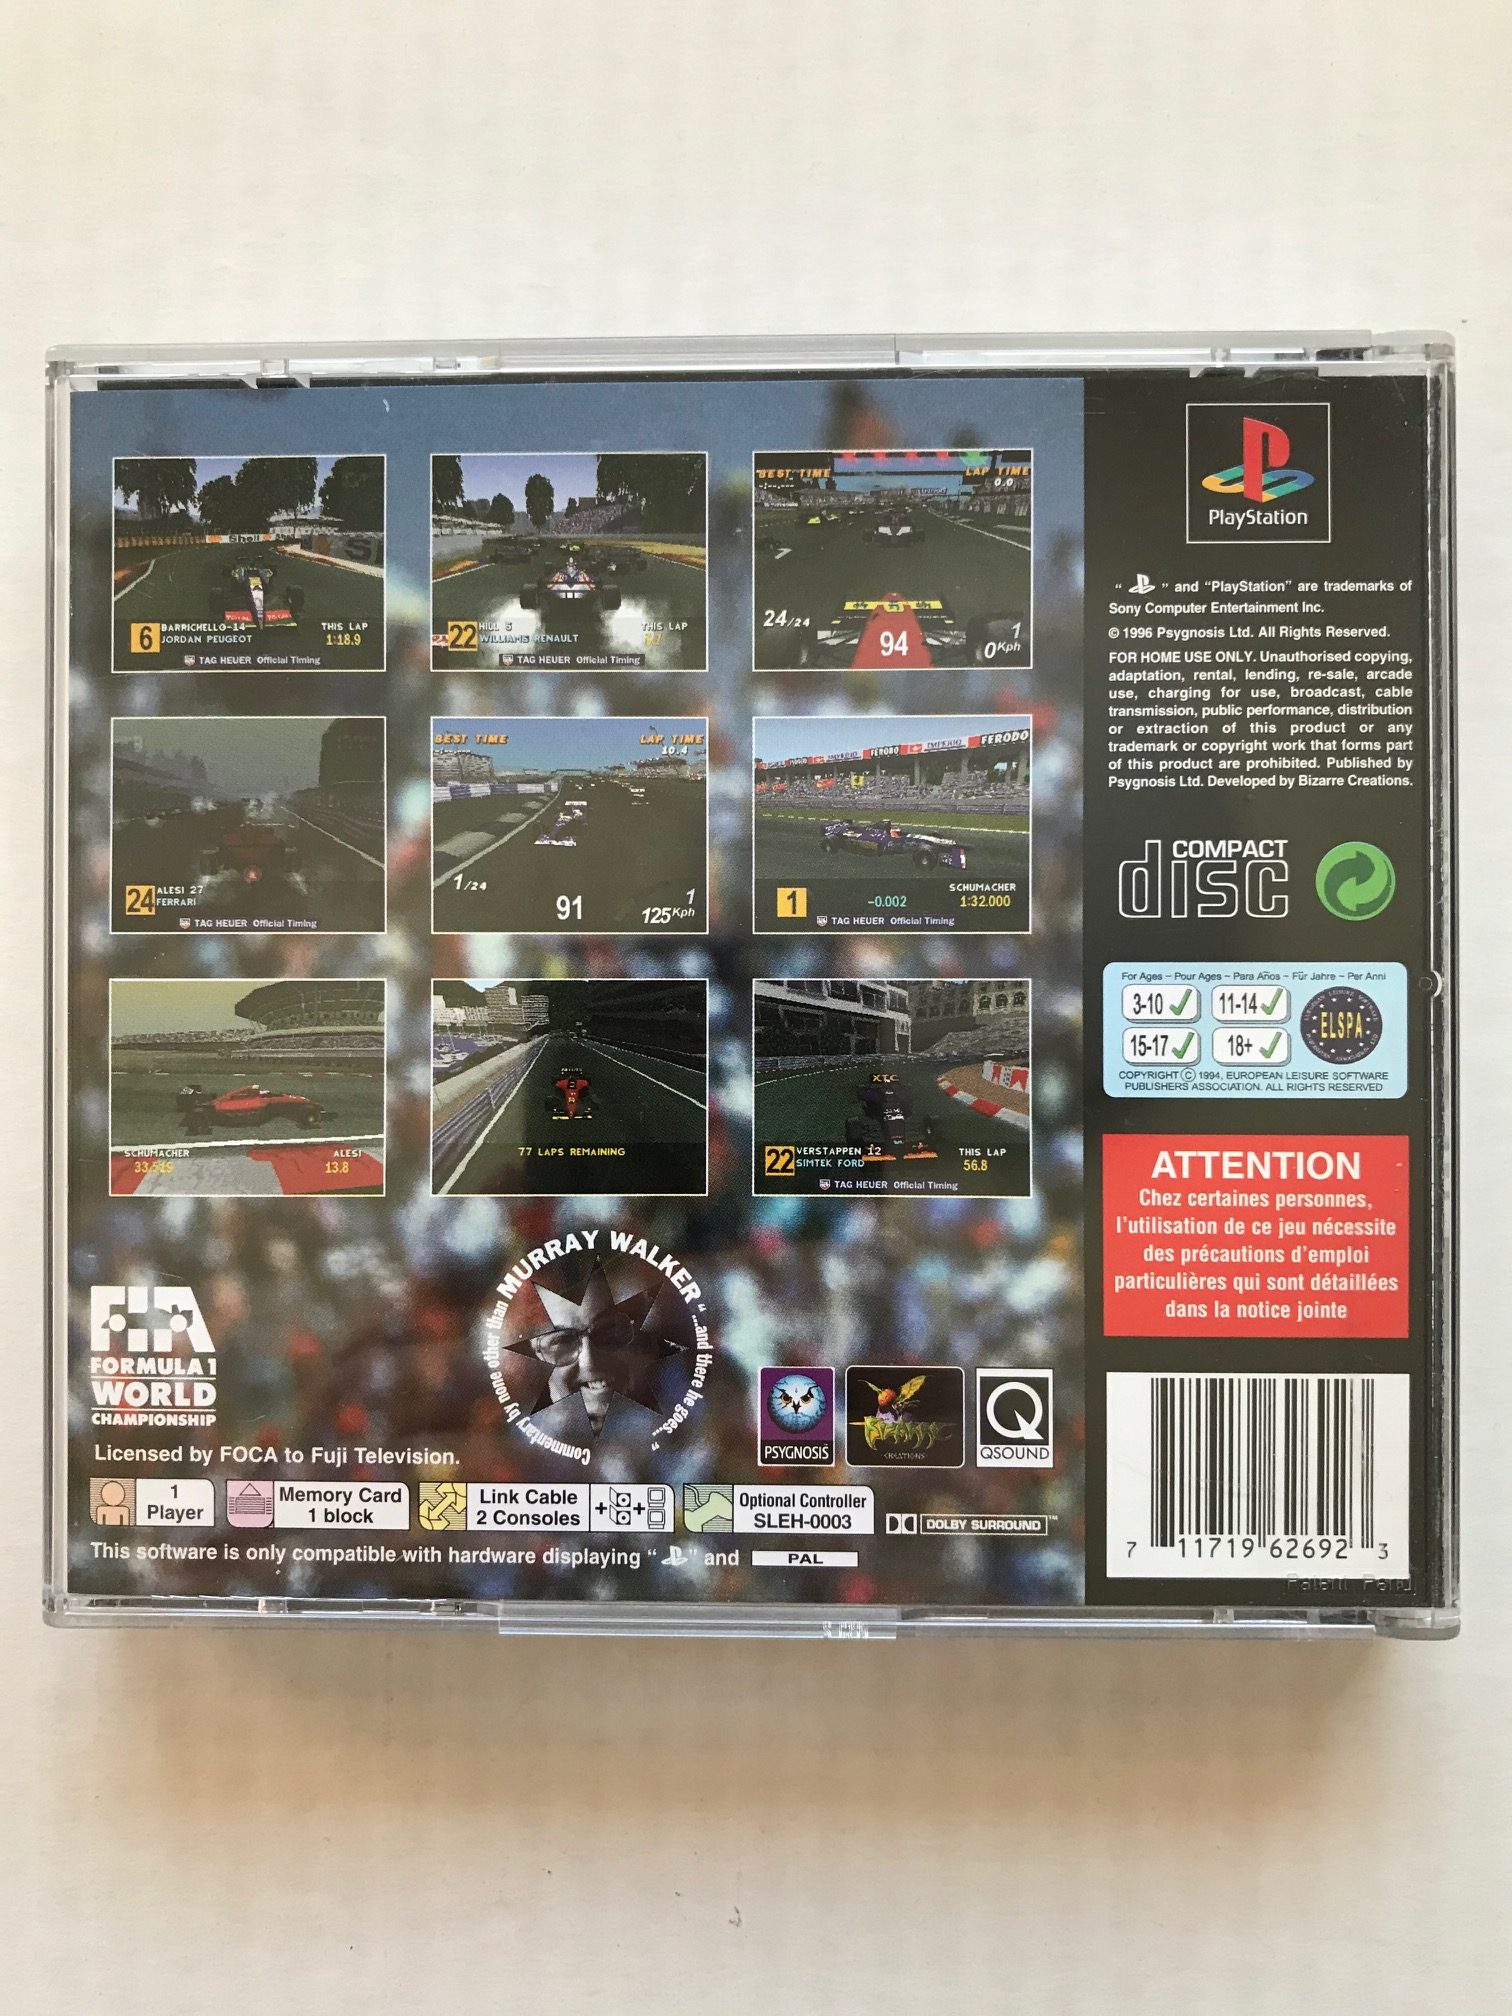 BARRICHELLO-14
6
JORDAN PEUGEOT
THIS LAP
1:18.9
TAG HEUER Official Timing
22
HILL 5
WILLIAMS RENAULT
THIS LAP
TAG HEUER Official Timing
BEST TIME
LAP TIME
0.0
24/24
94
1
0Kph
24
ALESI 27
FERRARI
TAG HEUER Official Timing
BEST TIME
LAP TIME
10.4
1/24
91
1
125Kph
FEROBO
IMPERIO
FERODO
1
-0.002
SCHUMACHER
1:32.000
TAG HEUER Official Timing
SCHUMACHER
ALESI
13.8
77 LAPS REMAINING
XTC
22
VERSTAPPEN 12
SIMTEK FORD
THIS LAP
56.8
TAG HEUER Official Timing
FIA
FORMULA 1
WORLD
CHAMPIONSHIP
Licensed by FOCA to Fuji Television.
Commentary by none other than MURRAY WALKER "...and there he goes..."
PSYGNOSIS
BIZARRE
CREATIONS
Q
QSOUND
1
Player
Memory Card
1 block
Link Cable
2 Consoles
Optional Controller
SLEH-0003
DOLBY SURROUND™
This software is only compatible with hardware displaying " " and PAL
PlayStation
" " and "PlayStation" are trademarks of
Sony Computer Entertainment Inc.
© 1996 Psygnosis Ltd. All Rights Reserved.
FOR HOME USE ONLY. Unauthorised copying,
adaptation, rental, lending, re-sale, arcade
use, charging for use, broadcast, cable
transmission, public performance, distribution
or extraction of this product or any
trademark or copyright work that forms part
of this product are prohibited. Published by
Psygnosis Ltd. Developed by Bizarre Creations.
COMPACT
disc
For Ages – Pour Ages – Para Años – Für Jahre – Per Anni
3-10
11-14
15-17
18+
ELSPA
COPYRIGHT © 1994, EUROPEAN LEISURE SOFTWARE
PUBLISHERS ASSOCIATION. ALL RIGHTS RESERVED
ATTENTION
Chez certaines personnes,
l'utilisation de ce jeu nécessite
des précautions d'emploi
particulières qui sont détaillées
dans la notice jointe
7 11719 62692 3